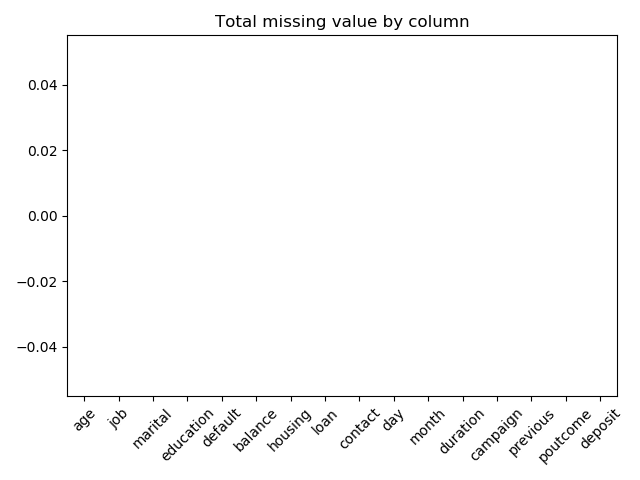 Total missing value by column
0.04
0.02
0.00
−0.02
−0.04
age
job
marital
education
default
balance
housing
loan
contact
day
month
duration
campaign
previous
poutcome
deposit